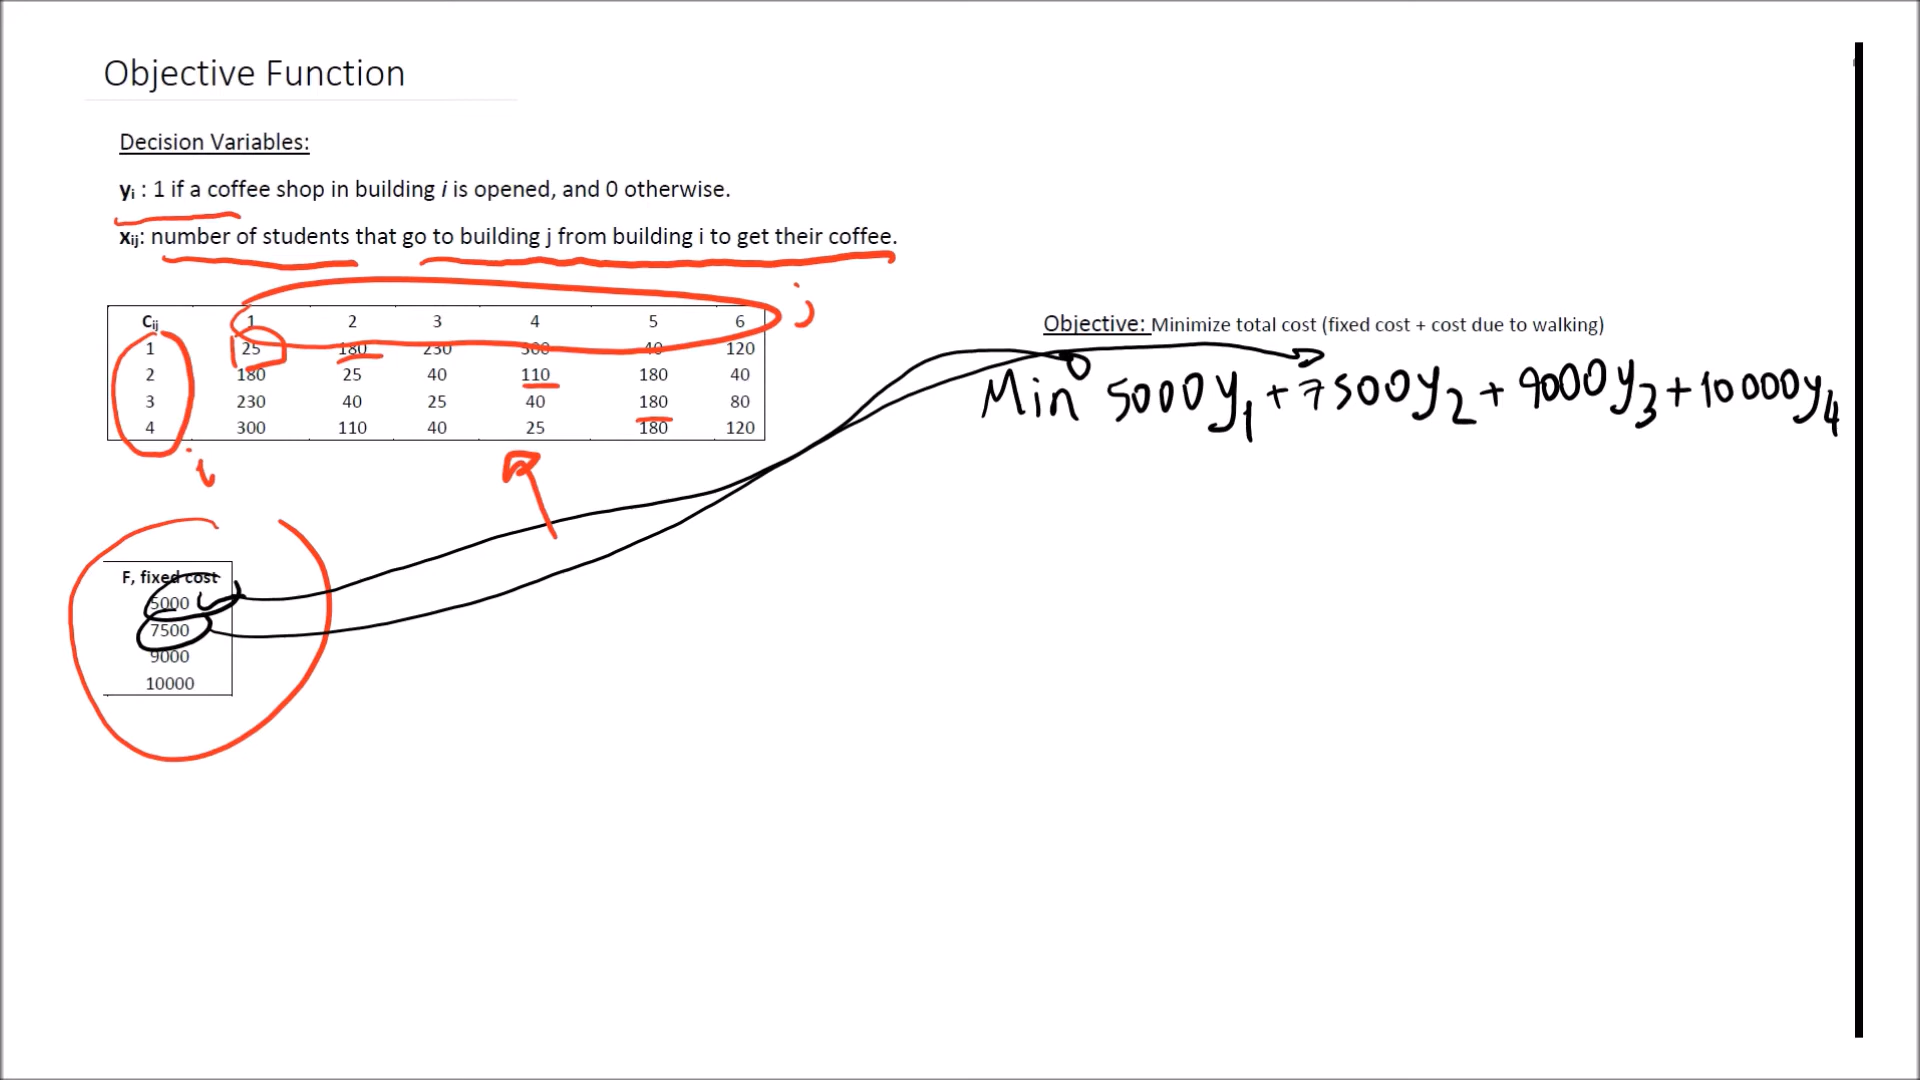 Objective Function
Decision Variables:
yi : 1 if a coffee shop in building i is opened, and 0 otherwise.
xij: number of students that go to building j from building i to get their coffee.
j
Cij 1 2 3 4 5 6
1 25 180 230 300 40 120
2 180 25 40 110 180 40
3 230 40 25 40 180 80
4 300 110 40 25 180 120
i
F, fixed cost
5000
7500
9000
10000
Objective: Minimize total cost (fixed cost + cost due to walking)
Min 5000y1 + 7500y2 + 9000y3 + 10000y4